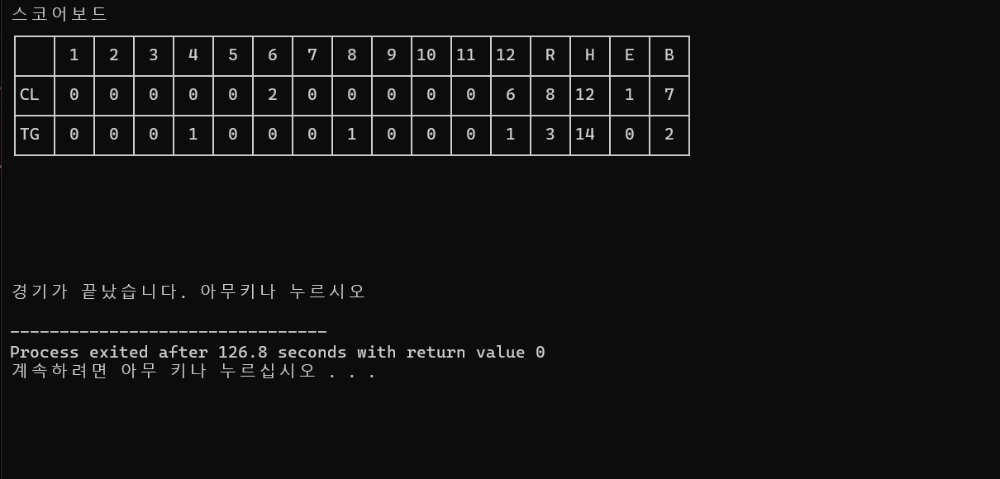 스코어보드
1 2 3 4 5 6 7 8 9 10 11 12 R H E B
CL 0 0 0 0 0 2 0 0 0 0 0 6 8 12 1 7
TG 0 0 0 1 0 0 0 1 0 0 0 1 3 14 0 2
경기가 끝났습니다. 아무키나 누르시오
--------------------------------
Process exited after 126.8 seconds with return value 0
계속하려면 아무 키나 누르십시오 . . .